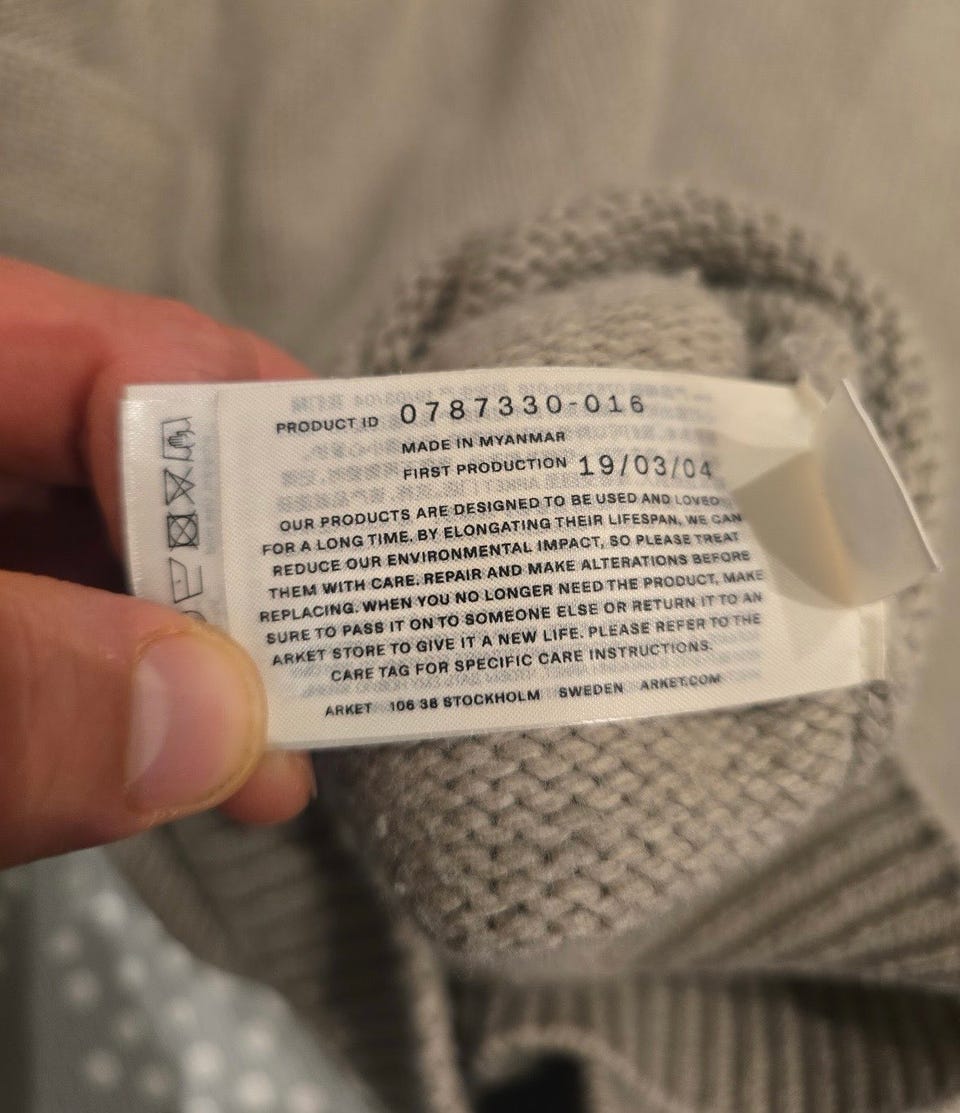 PRODUCT ID 0787330-016
MADE IN MYANMAR
FIRST PRODUCTION 19/03/04
OUR PRODUCTS ARE DESIGNED TO BE USED AND LOVED
FOR A LONG TIME. BY ELONGATING THEIR LIFESPAN, WE CAN
REDUCE OUR ENVIRONMENTAL IMPACT, SO PLEASE TREAT
THEM WITH CARE. REPAIR AND MAKE ALTERATIONS BEFORE
REPLACING. WHEN YOU NO LONGER NEED THE PRODUCT, MAKE
SURE TO PASS IT ON TO SOMEONE ELSE OR RETURN IT TO AN
ARKET STORE TO GIVE IT A NEW LIFE. PLEASE REFER TO THE
CARE TAG FOR SPECIFIC CARE INSTRUCTIONS.
ARKET 106 38 STOCKHOLM SWEDEN ARKET.COM